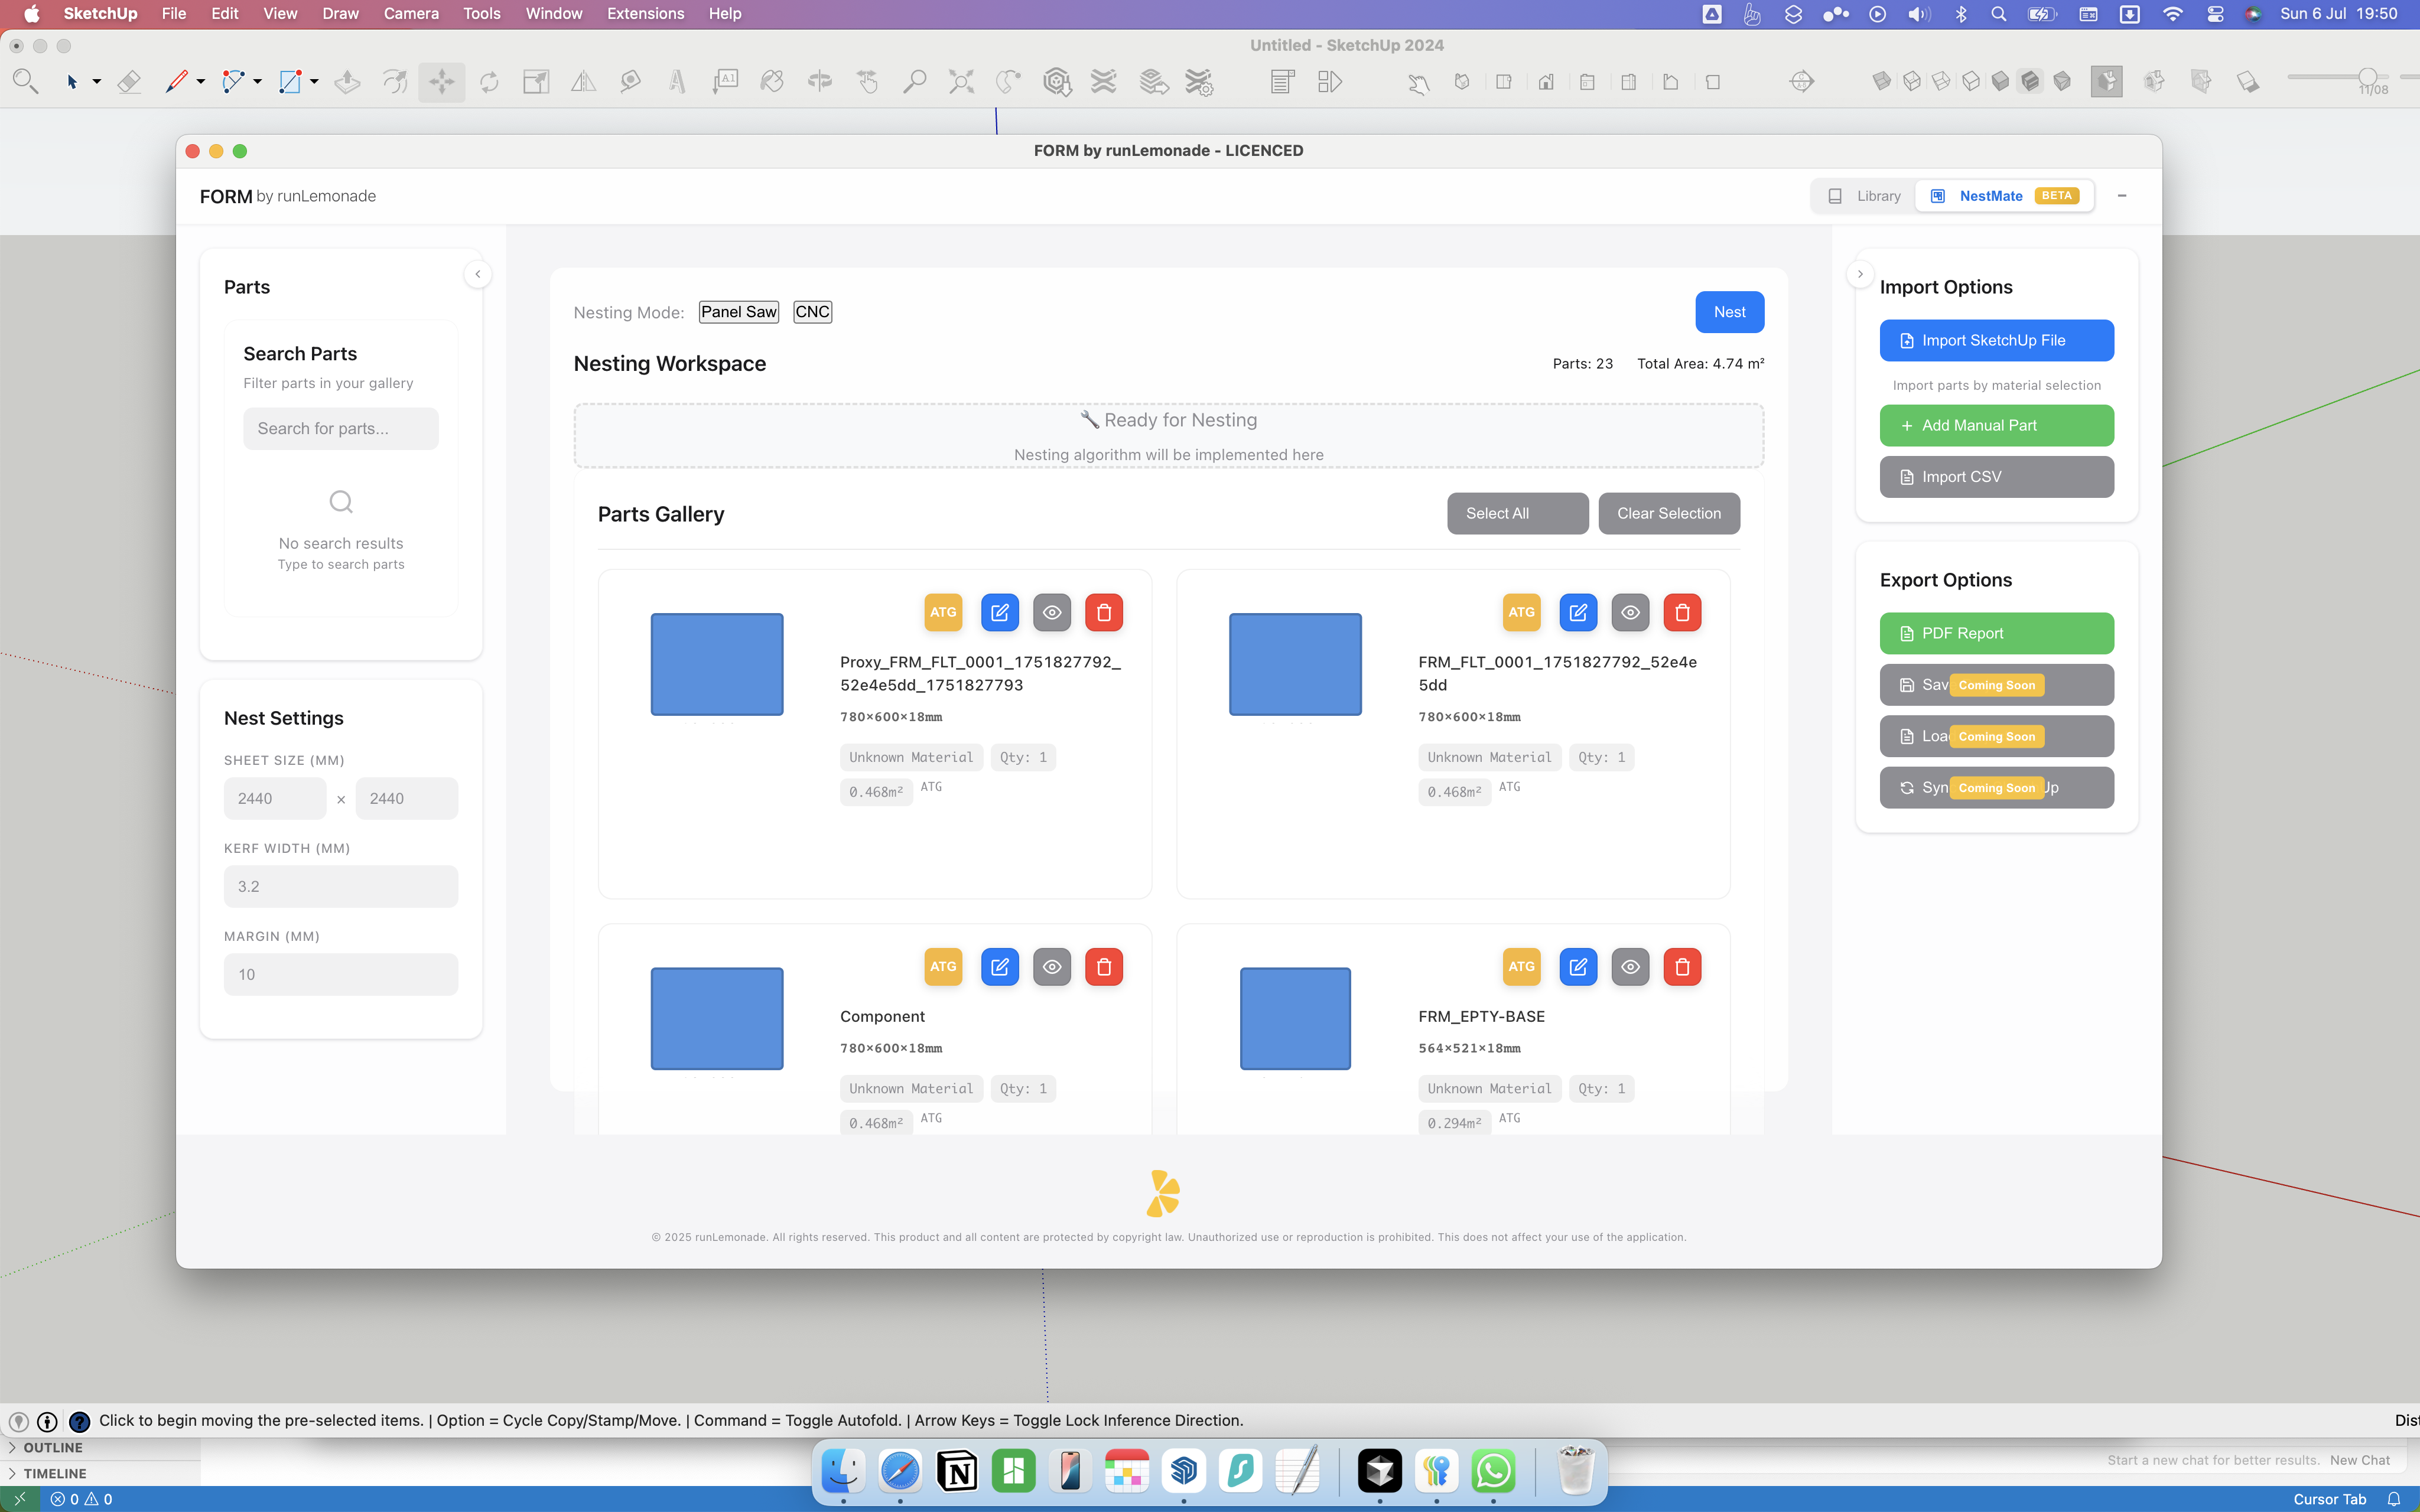 SketchUp File Edit View Draw Camera Tools Window Extensions Help
Sun 6 Jul 19:50
Untitled - SketchUp 2024
A1
11/08
FORM by runLemonade - LICENCED
FORM by runLemonade
Library
NestMate BETA
Parts
Search Parts
Filter parts in your gallery
Search for parts...
No search results
Type to search parts
Nest Settings
SHEET SIZE (MM)
2440 × 2440
KERF WIDTH (MM)
3.2
MARGIN (MM)
10
Nesting Mode: Panel Saw CNC
Nest
Nesting Workspace
Parts: 23 Total Area: 4.74 m²
Ready for Nesting
Nesting algorithm will be implemented here
Parts Gallery
Select All
Clear Selection
ATG
Proxy_FRM_FLT_0001_1751827792_
52e4e5dd_1751827793
780×600×18mm
Unknown Material Qty: 1
0.468m² ATG
ATG
FRM_FLT_0001_1751827792_52e4e
5dd
780×600×18mm
Unknown Material Qty: 1
0.468m² ATG
ATG
Component
780×600×18mm
Unknown Material Qty: 1
0.468m² ATG
ATG
FRM_EPTY-BASE
564×521×18mm
Unknown Material Qty: 1
0.294m² ATG
Import Options
Import SketchUp File
Import parts by material selection
+ Add Manual Part
Import CSV
Export Options
PDF Report
Sav Coming Soon
Loa Coming Soon
Syn Coming Soon Up
© 2025 runLemonade. All rights reserved. This product and all content are protected by copyright law. Unauthorized use or reproduction is prohibited. This does not affect your use of the application.
Click to begin moving the pre-selected items. | Option = Cycle Copy/Stamp/Move. | Command = Toggle Autofold. | Arrow Keys = Toggle Lock Inference Direction.
Dist
OUTLINE
TIMELINE
Start a new chat for better results. New Chat
0 0
Cursor Tab